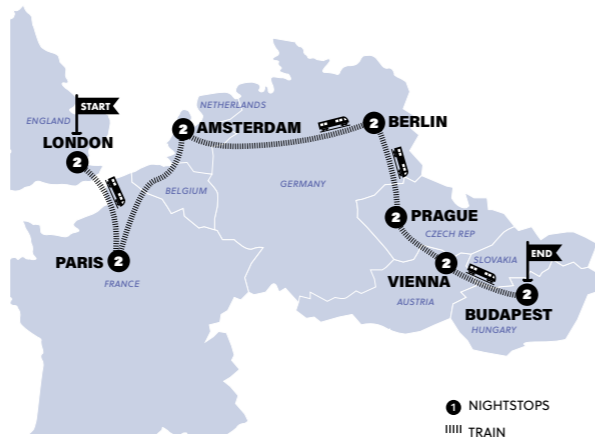 START
ENGLAND
LONDON
2
NETHERLANDS
2 AMSTERDAM
2 BERLIN
BELGIUM
GERMANY
PARIS 2
FRANCE
2 PRAGUE
CZECH REP
SLOVAKIA
END
VIENNA 2
AUSTRIA
2
BUDAPEST
HUNGARY
1 NIGHTSTOPS
TRAIN